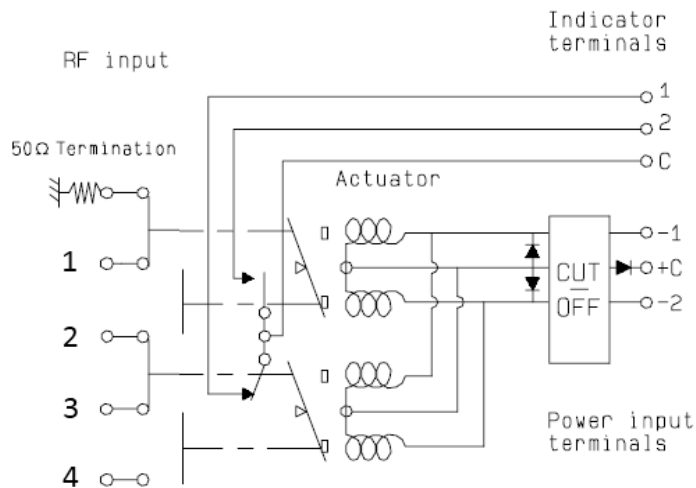 Indicator
terminals
RF input
1
2
C
50Ω Termination
Actuator
1
2
3
4
CUT
OFF
-1
+C
-2
Power input
terminals